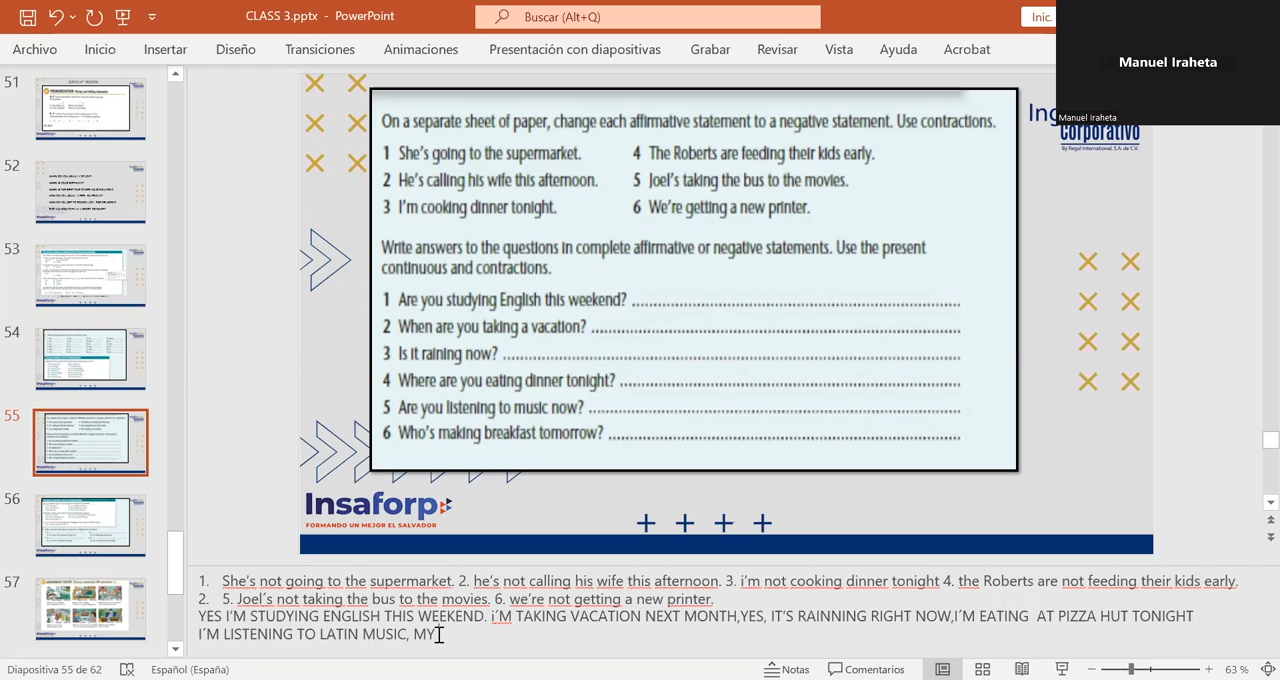 CLASS 3.pptx - PowerPoint
Buscar (Alt+Q)
Inic.
Manuel Iraheta
Archivo Inicio Insertar Diseño Transiciones Animaciones Presentación con diapositivas Grabar Revisar Vista Ayuda Acrobat
Manuel Iraheta
Ing
Corporativo
By Regal International, S.A. de C.V.
51
52
53
54
55
56
57
On a separate sheet of paper, change each affirmative statement to a negative statement. Use contractions.
1 She's going to the supermarket. 4 The Roberts are feeding their kids early.
2 He's calling his wife this afternoon. 5 Joel's taking the bus to the movies.
3 I'm cooking dinner tonight. 6 We're getting a new printer.
Write answers to the questions in complete affirmative or negative statements. Use the present
continuous and contractions.
1 Are you studying English this weekend?
2 When are you taking a vacation?
3 Is it raining now?
4 Where are you eating dinner tonight?
5 Are you listening to music now?
6 Who's making breafast tomorrow?
Insaforp
FORMANDO UN MEJOR EL SALVADOR
1. She's not going to the supermarket. 2. he's not calling his wife this afternoon. 3. i'm not cooking dinner tonight 4. the Roberts are not feeding their kids early.
2. 5. Joel´s not taking the bus to the movies. 6. we're not getting a new printer.
YES I'M STUDYING ENGLISH THIS WEEKEND. i´M TAKING VACATION NEXT MONTH,YES, IT'S RAINNING RIGHT NOW,I´M EATING AT PIZZA HUT TONIGHT
I´M LISTENING TO LATIN MUSIC, MY
Diapositiva 55 de 62 Español (España) Notas Comentarios 63 %